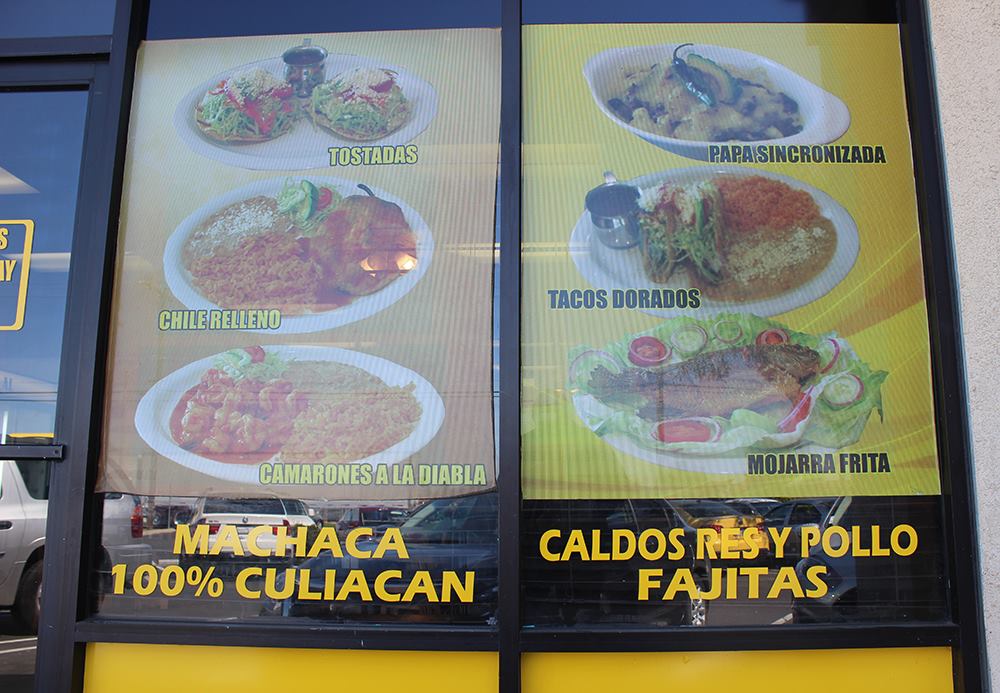 TOSTADAS
CHILE RELLENO
CAMARONES A LA DIABLA
MACHACA
100% CULIACAN
PAPA SINCRONIZADA
TACOS DORADOS
MOJARRA FRITA
CALDOS RES Y POLLO
FAJITAS